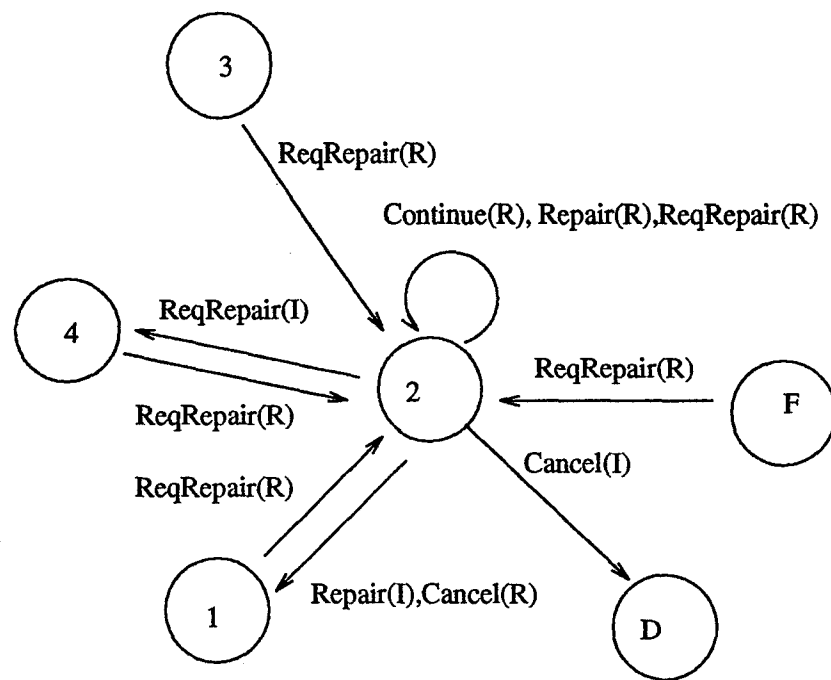 3
ReqRepair(R)
Continue(R), Repair(R),ReqRepair(R)
ReqRepair(I)
4
ReqRepair(R)
2
ReqRepair(R)
F
ReqRepair(R)
Cancel(I)
Repair(I),Cancel(R)
1
D